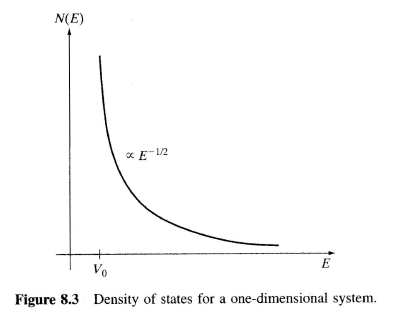 N(E)
∝ E⁻¹/²
V₀
E
Figure 8.3 Density of states for a one-dimensional system.